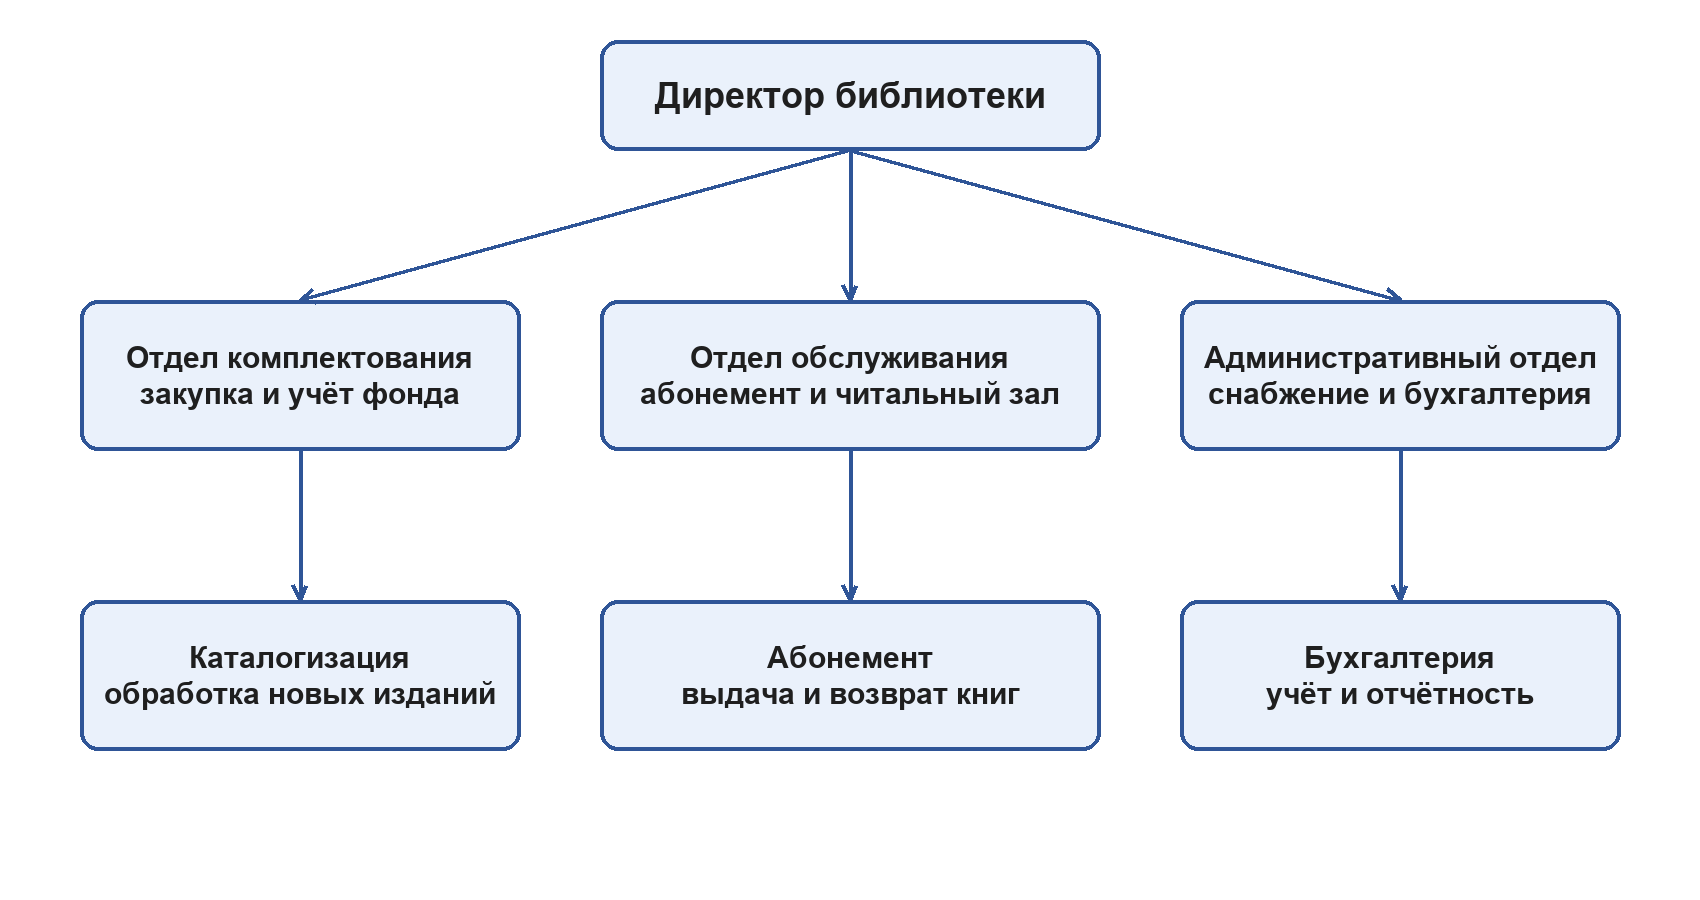 Директор библиотеки
Отдел комплектования
закупка и учёт фонда
Отдел обслуживания
абонемент и читальный зал
Административный отдел
снабжение и бухгалтерия
Каталогизация
обработка новых изданий
Абонемент
выдача и возврат книг
Бухгалтерия
учёт и отчётность